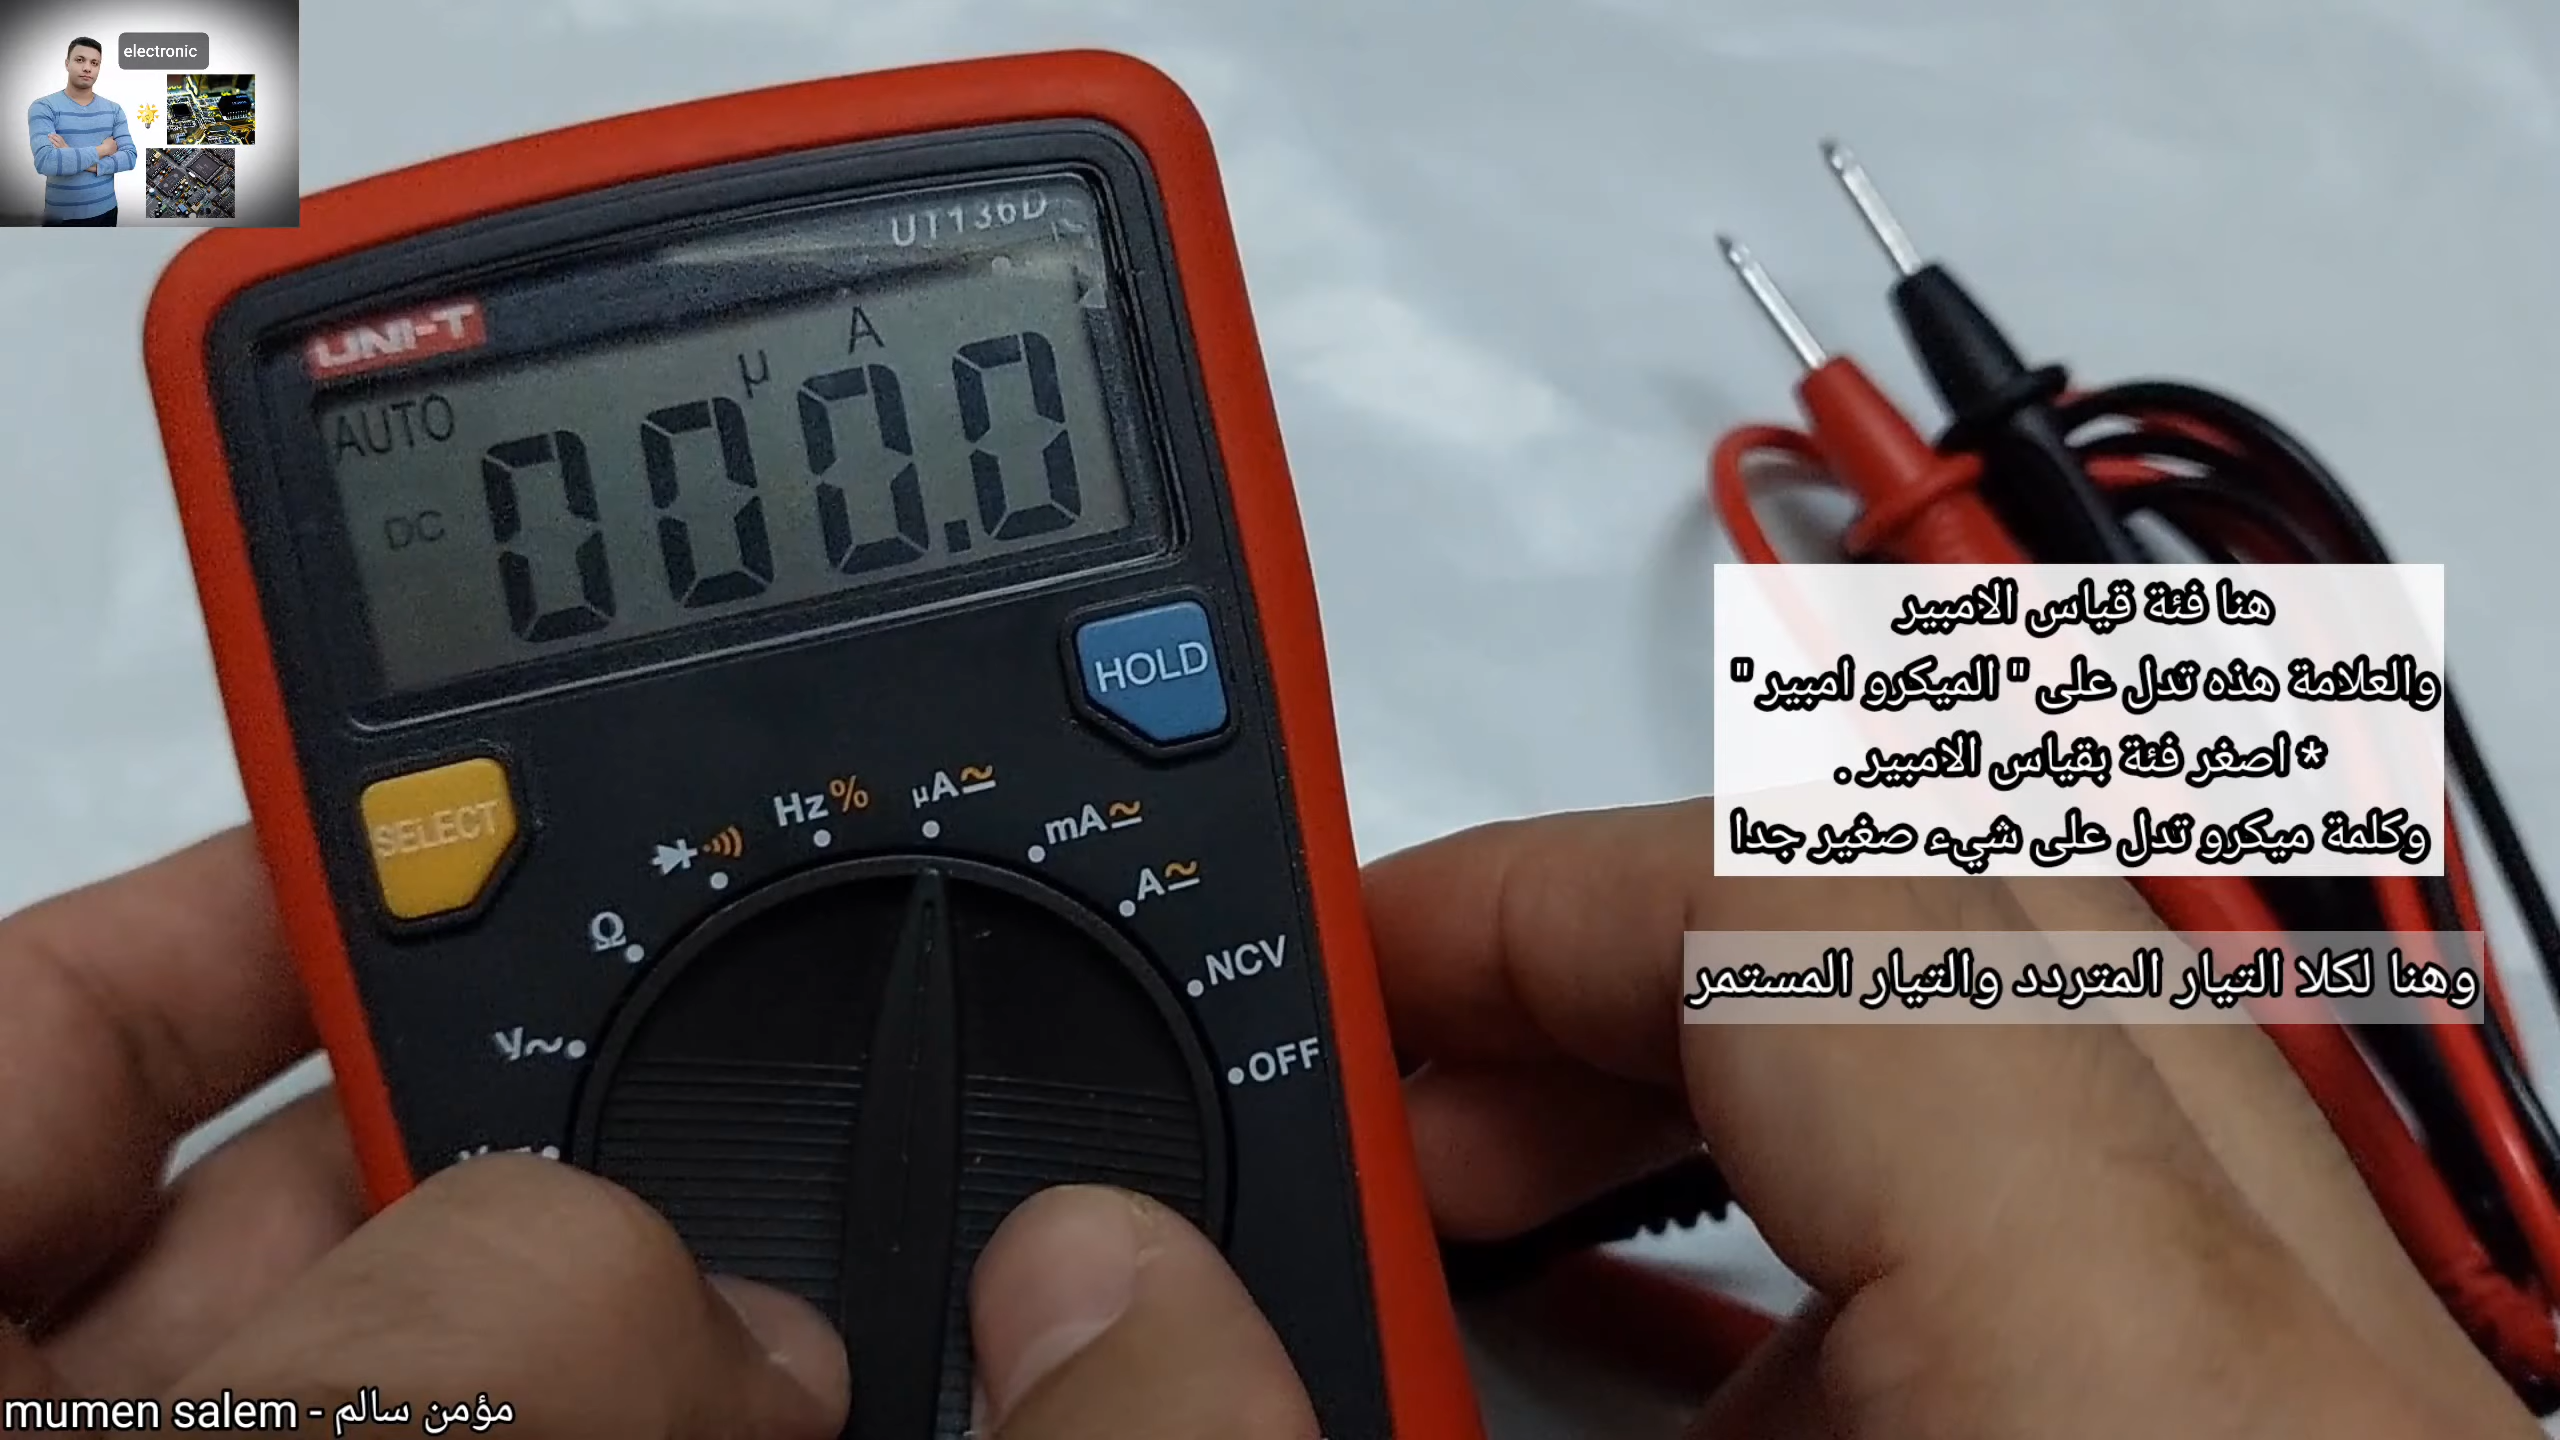 electronic
UT136D
UNI-T
µ A
AUTO
DC
000.0
HOLD
SELECT
Hz%
µA
mA
A
Ω
NCV
V~
OFF
هنا فئة قياس الامبير
والعلامة هذه تدل على " الميكرو امبير "
* اصغر فئة بقياس الامبير .
وكلمة ميكرو تدل على شيء صغير جدا
وهنا لكلا التيار المتردد والتيار المستمر
mumen salem - مؤمن سالم